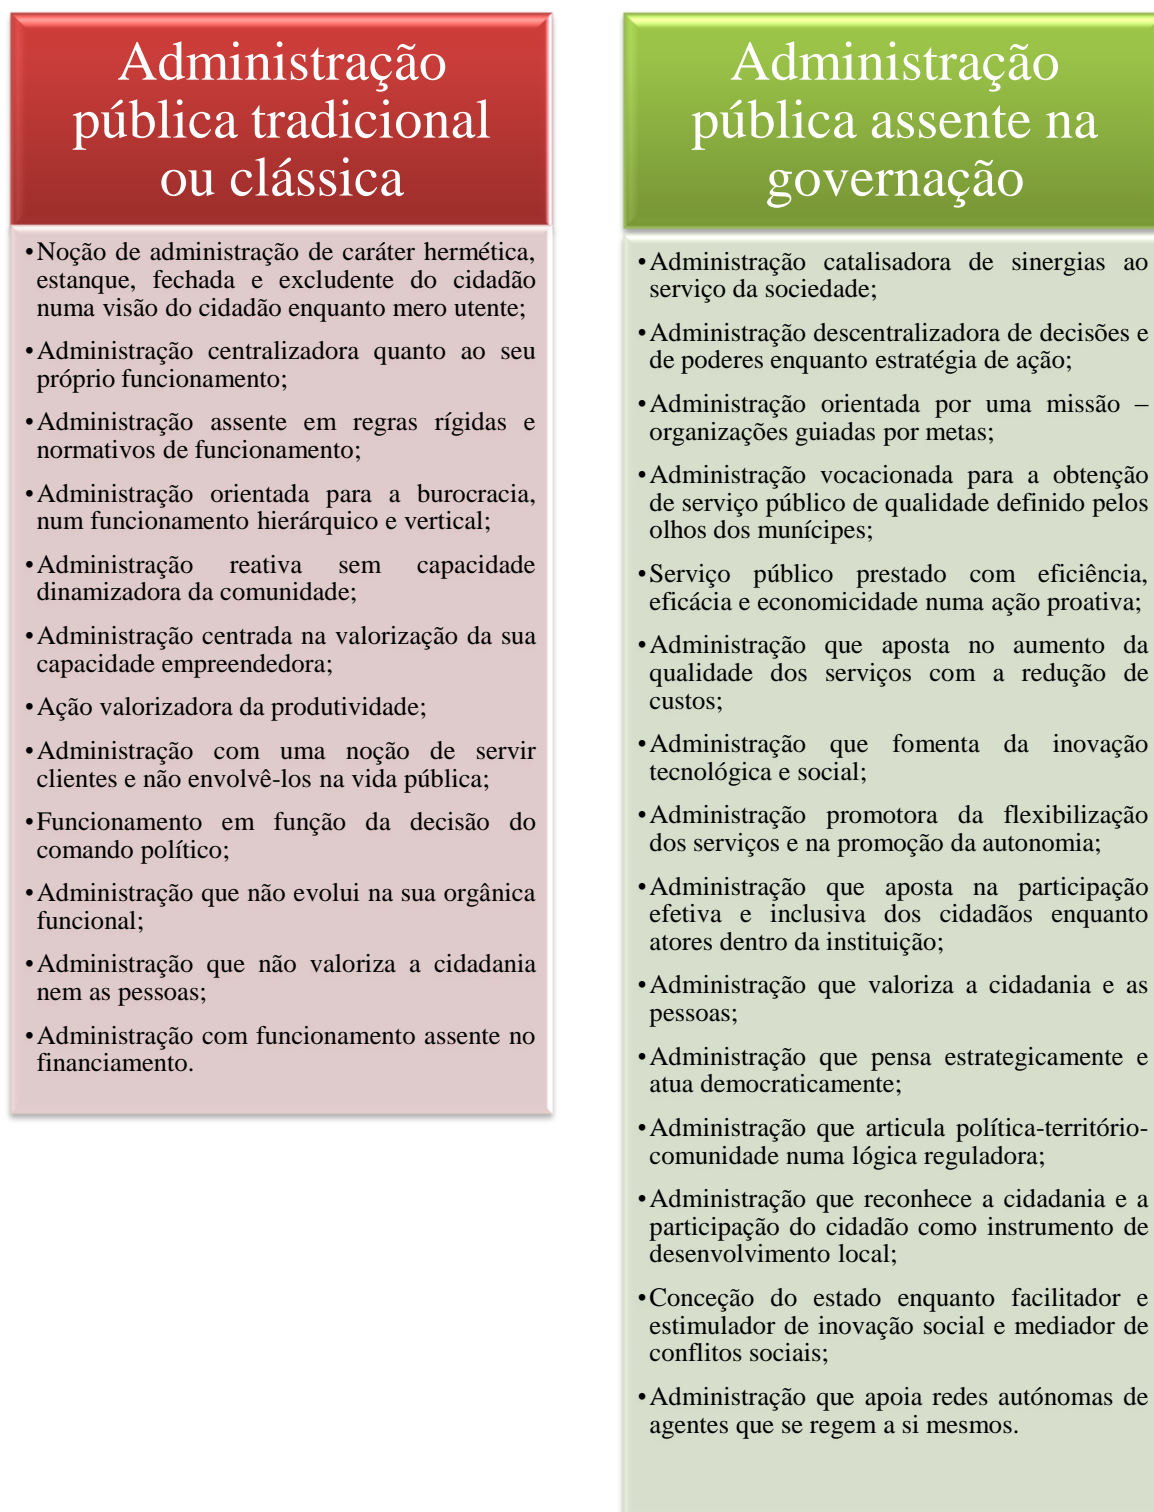 Administração
pública tradicional
ou clássica
•Noção de administração de caráter hermética,
estanque, fechada e excludente do cidadão
numa visão do cidadão enquanto mero utente;
•Administração centralizadora quanto ao seu
próprio funcionamento;
•Administração assente em regras rígidas e
normativos de funcionamento;
•Administração orientada para a burocracia,
num funcionamento hierárquico e vertical;
•Administração reativa sem capacidade
dinamizadora da comunidade;
•Administração centrada na valorização da sua
capacidade empreendedora;
•Ação valorizadora da produtividade;
•Administração com uma noção de servir
clientes e não envolvê-los na vida pública;
•Funcionamento em função da decisão do
comando político;
•Administração que não evolui na sua orgânica
funcional;
•Administração que não valoriza a cidadania
nem as pessoas;
•Administração com funcionamento assente no
financiamento.
Administração
pública assente na
governação
•Administração catalisadora de sinergias ao
serviço da sociedade;
•Administração descentralizadora de decisões e
de poderes enquanto estratégia de ação;
•Administração orientada por uma missão –
organizações guiadas por metas;
•Administração vocacionada para a obtenção
de serviço público de qualidade definido pelos
olhos dos munícipes;
•Serviço público prestado com eficiência,
eficácia e economicidade numa ação proativa;
•Administração que aposta no aumento da
qualidade dos serviços com a redução de
custos;
•Administração que fomenta da inovação
tecnológica e social;
•Administração promotora da flexibilização
dos serviços e na promoção da autonomia;
•Administração que aposta na participação
efetiva e inclusiva dos cidadãos enquanto
atores dentro da instituição;
•Administração que valoriza a cidadania e as
pessoas;
•Administração que pensa estrategicamente e
atua democraticamente;
•Administração que articula política-território-
comunidade numa lógica reguladora;
•Administração que reconhece a cidadania e a
participação do cidadão como instrumento de
desenvolvimento local;
•Conceção do estado enquanto facilitador e
estimulador de inovação social e mediador de
conflitos sociais;
•Administração que apoia redes autónomas de
agentes que se regem a si mesmos.